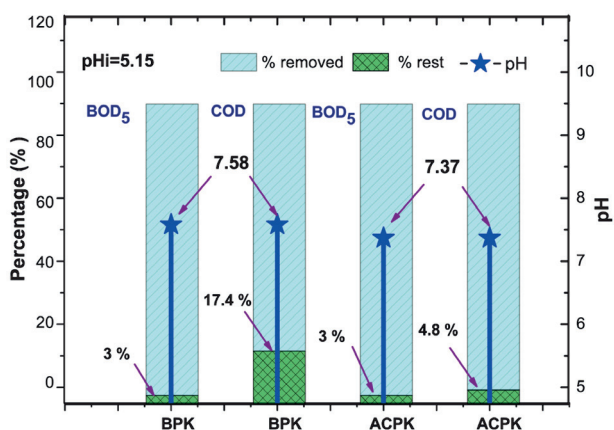 120
100
80
60
40
20
0
Percentage (% )
pHi=5.15
% removed
% rest
pH
BOD5
COD
BOD5
COD
7.58
7.37
3 %
17.4 %
3 %
4.8 %
10
9
8
7
6
5
pH
BPK
BPK
ACPK
ACPK